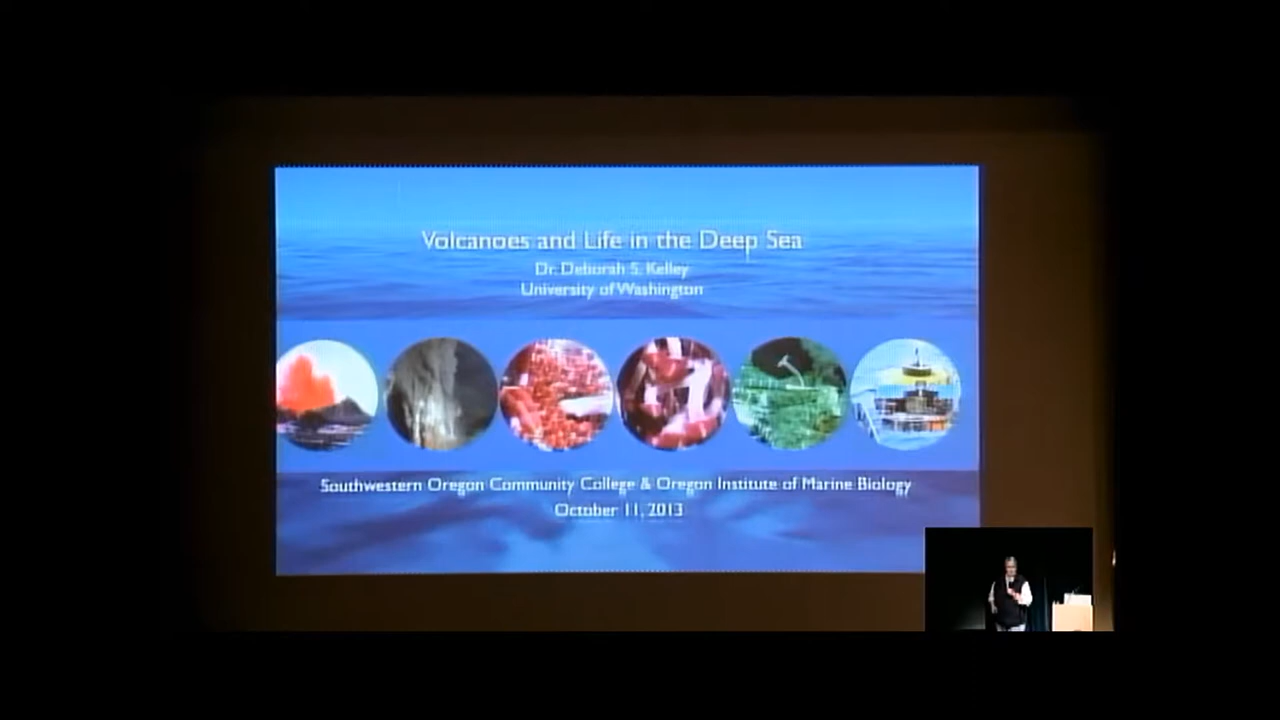 Volcanoes and Life in the Deep Sea
Dr. Deborah S. Kelley
University of Washington
Southwestern Oregon Community College & Oregon Institute of Marine Biology
October 11, 2013